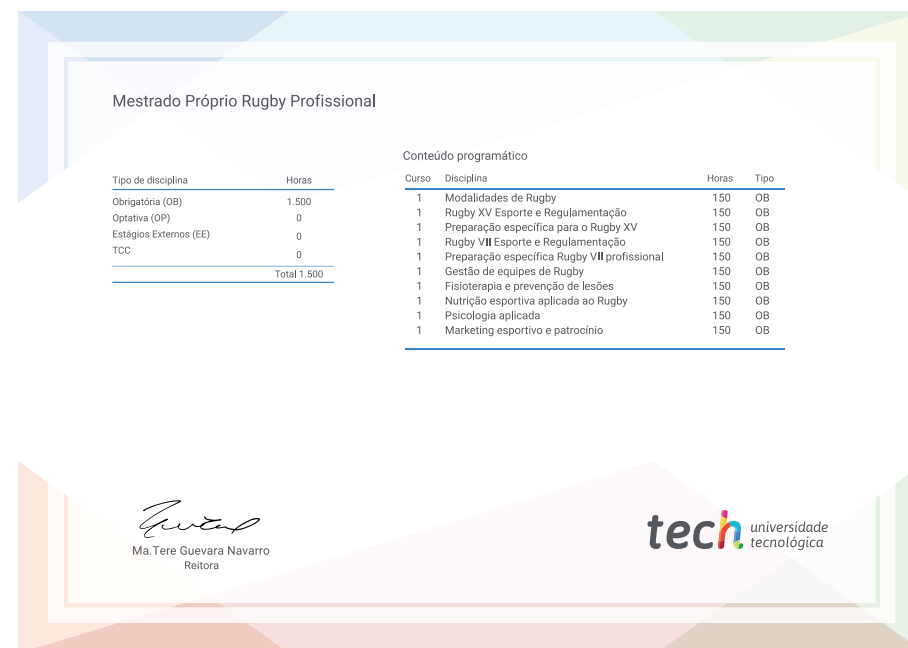 Mestrado Próprio Rugby Profissional
Tipo de disciplina Horas
Obrigatória (OB) 1.500
Optativa (OP) 0
Estágios Externos (EE) 0
TCC 0
Total 1.500
Conteúdo programático
Curso Disciplina Horas Tipo
1 Modalidades de Rugby 150 OB
1 Rugby XV Esporte e Regulamentação 150 OB
1 Preparação específica para o Rugby XV 150 OB
1 Rugby VII Esporte e Regulamentação 150 OB
1 Preparação específica Rugby VII profissional 150 OB
1 Gestão de equipes de Rugby 150 OB
1 Fisioterapia e prevenção de lesões 150 OB
1 Nutrição esportiva aplicada ao Rugby 150 OB
1 Psicologia aplicada 150 OB
1 Marketing esportivo e patrocínio 150 OB
Ma.Tere Guevara Navarro
Reitora
tech universidade
tecnológica